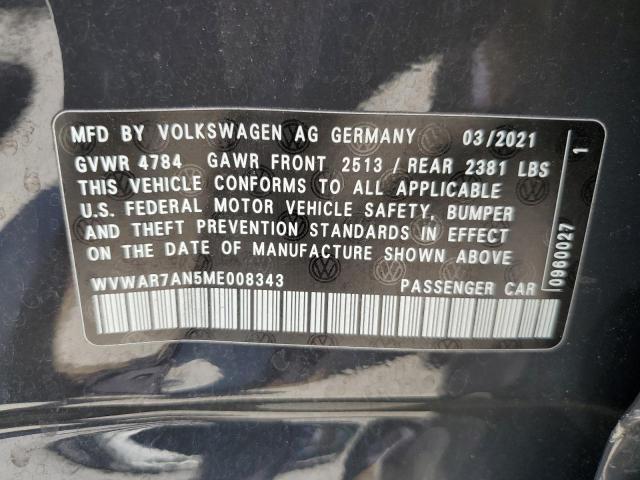 MFD BY VOLKSWAGEN AG GERMANY 03/2021
GVWR 4784 GAWR FRONT 2513 / REAR 2381 LBS
THIS VEHICLE CONFORMS TO ALL APPLICABLE
U.S. FEDERAL MOTOR VEHICLE SAFETY, BUMPER
AND THEFT PREVENTION STANDARDS IN EFFECT
ON THE DATE OF MANUFACTURE SHOWN ABOVE
WVWAR7AN5ME008343 PASSENGER CAR
0960027 1